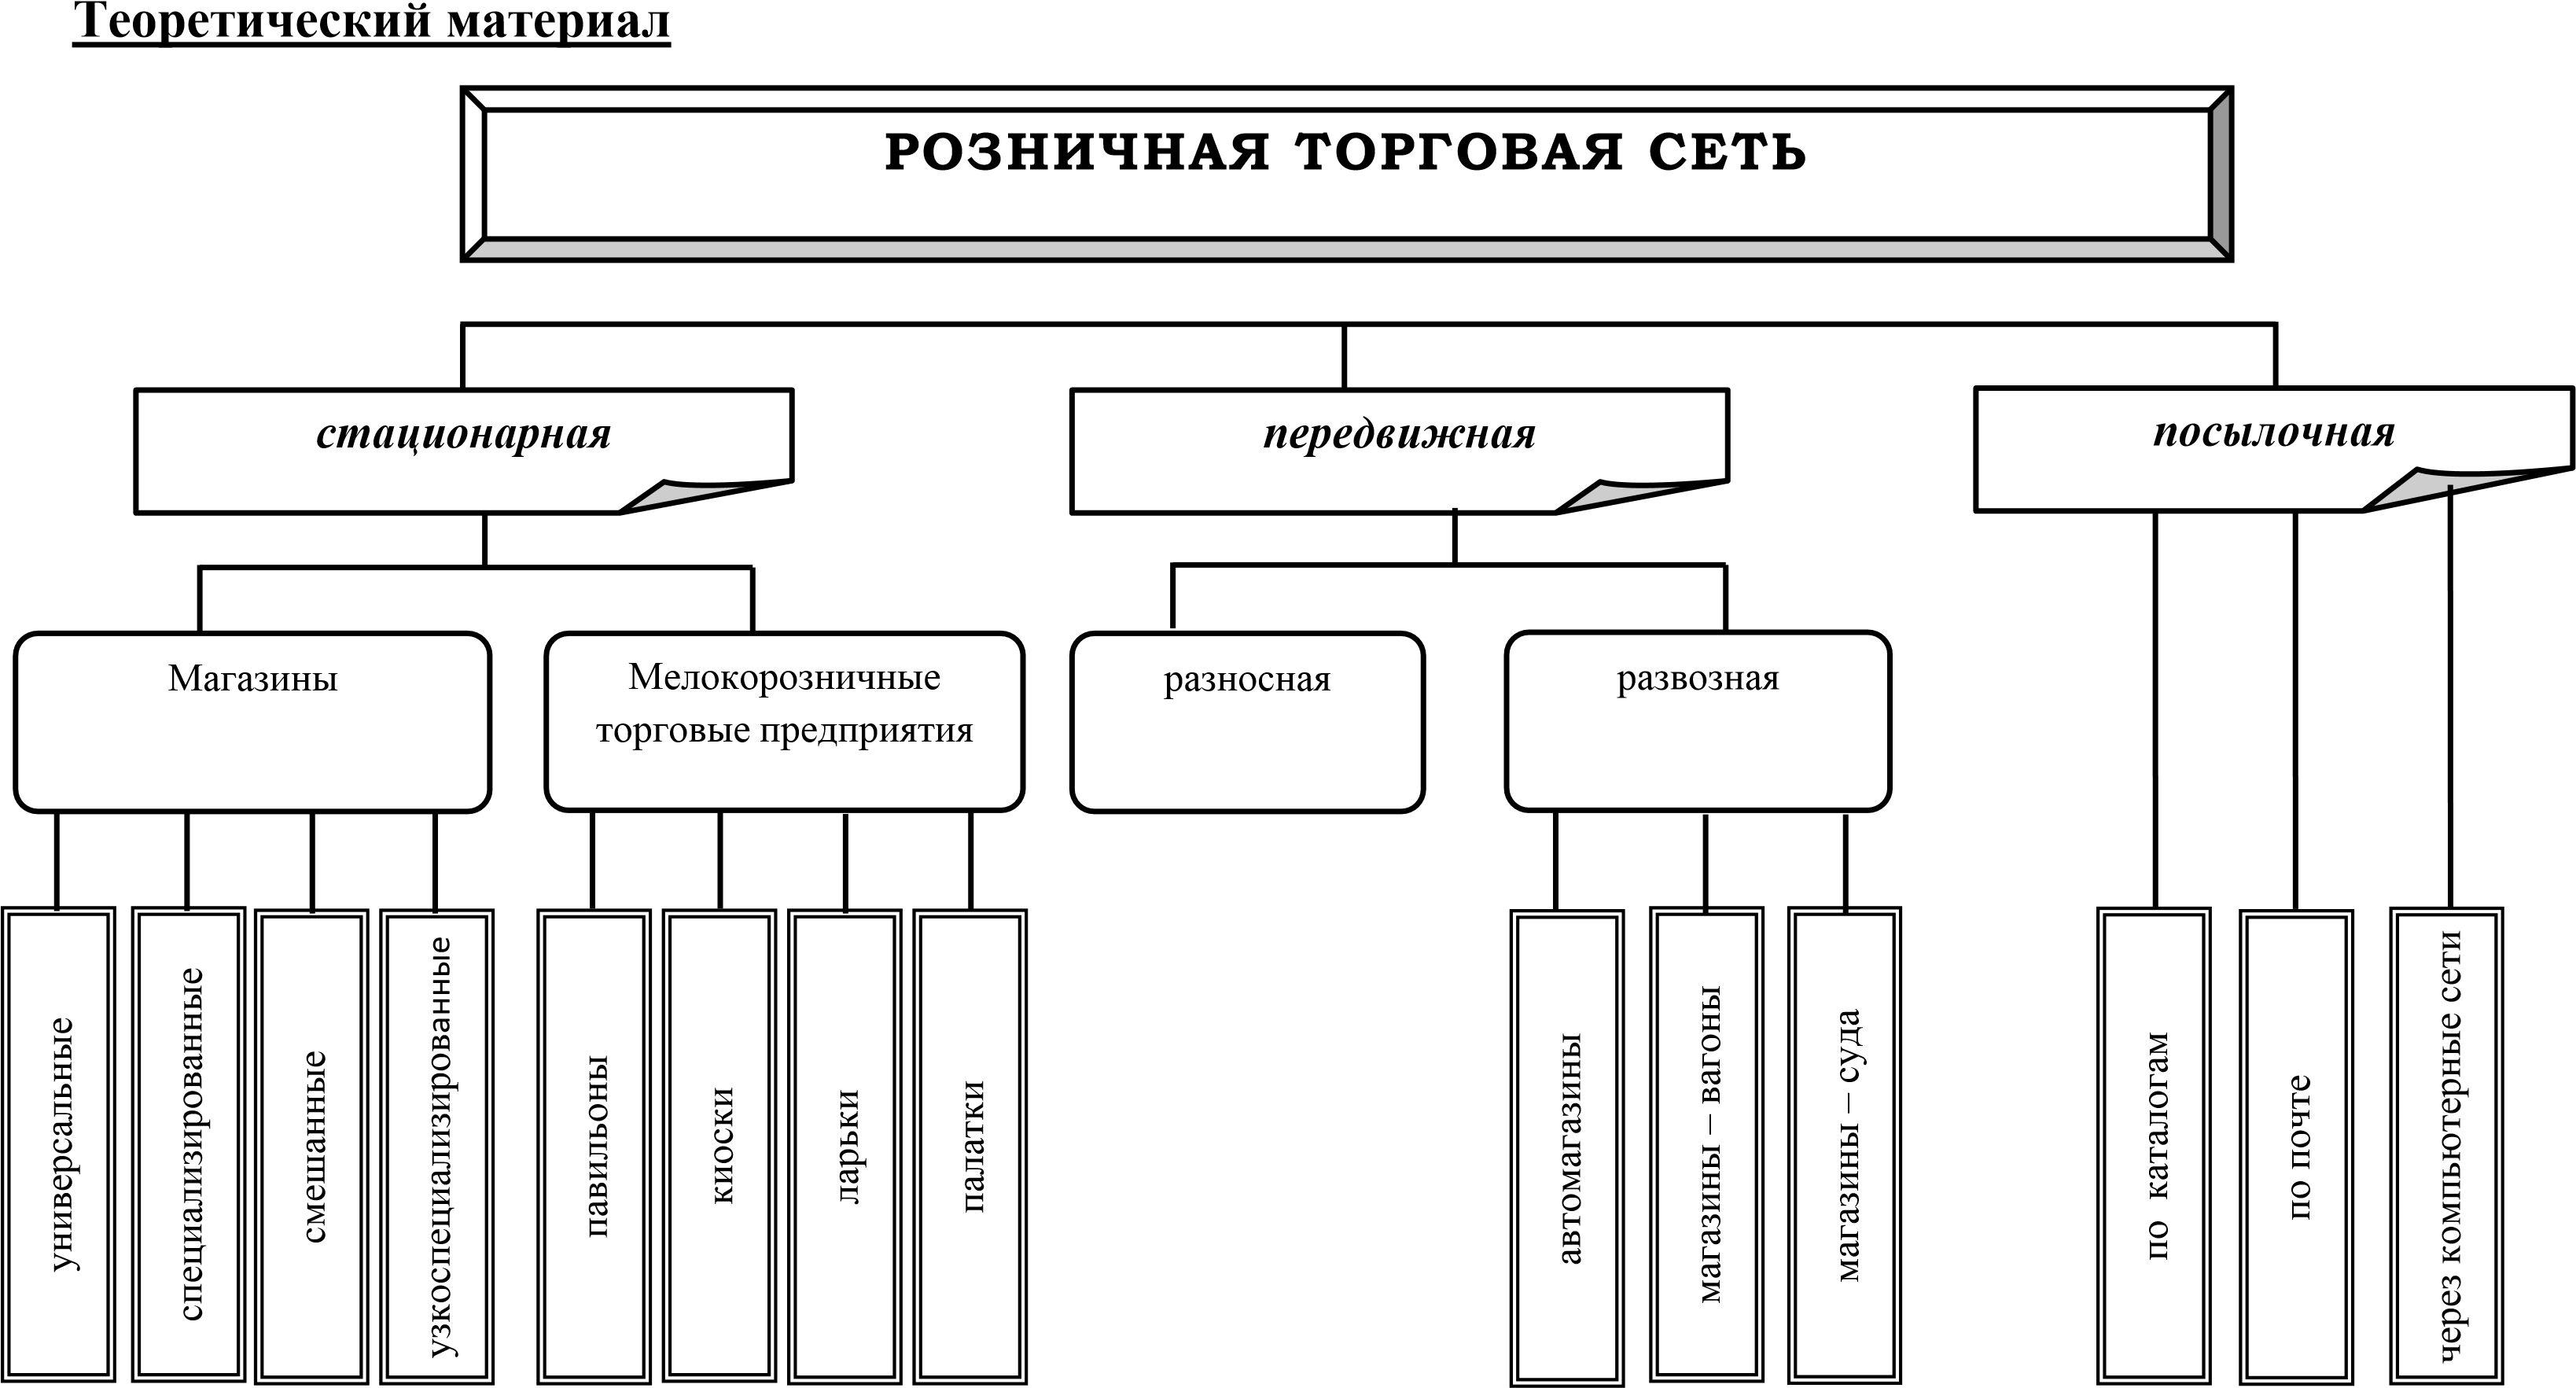 Теоретический материал
РОЗНИЧНАЯ ТОРГОВАЯ СЕТЬ
стационарная
передвижная
посылочная
Магазины
Мелокорозничные
торговые предприятия
разносная
развозная
универсальные
специализированные
смешанные
узкоспециализированные
павильоны
киоски
ларьки
палатки
автомагазины
магазины – вагоны
магазины – суда
по каталогам
по почте
через компьютерные сети